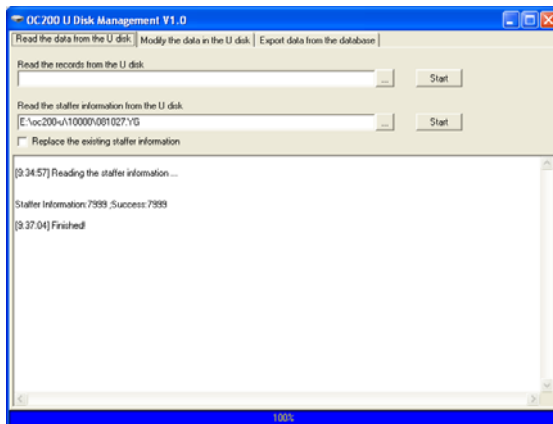 OC200 U Disk Management V1.0
Read the data from the U disk Modify the data in the U disk Export data from the database
Read the records from the U disk
... Start
Read the staffer information from the U disk
E:\oc200-u\10000\081027.YG ... Start
Replace the existing staffer information
[9:34:57] Reading the staffer information ...
Staffer Information:7999 ;Success:7999
[9:37:04] Finished!
100%